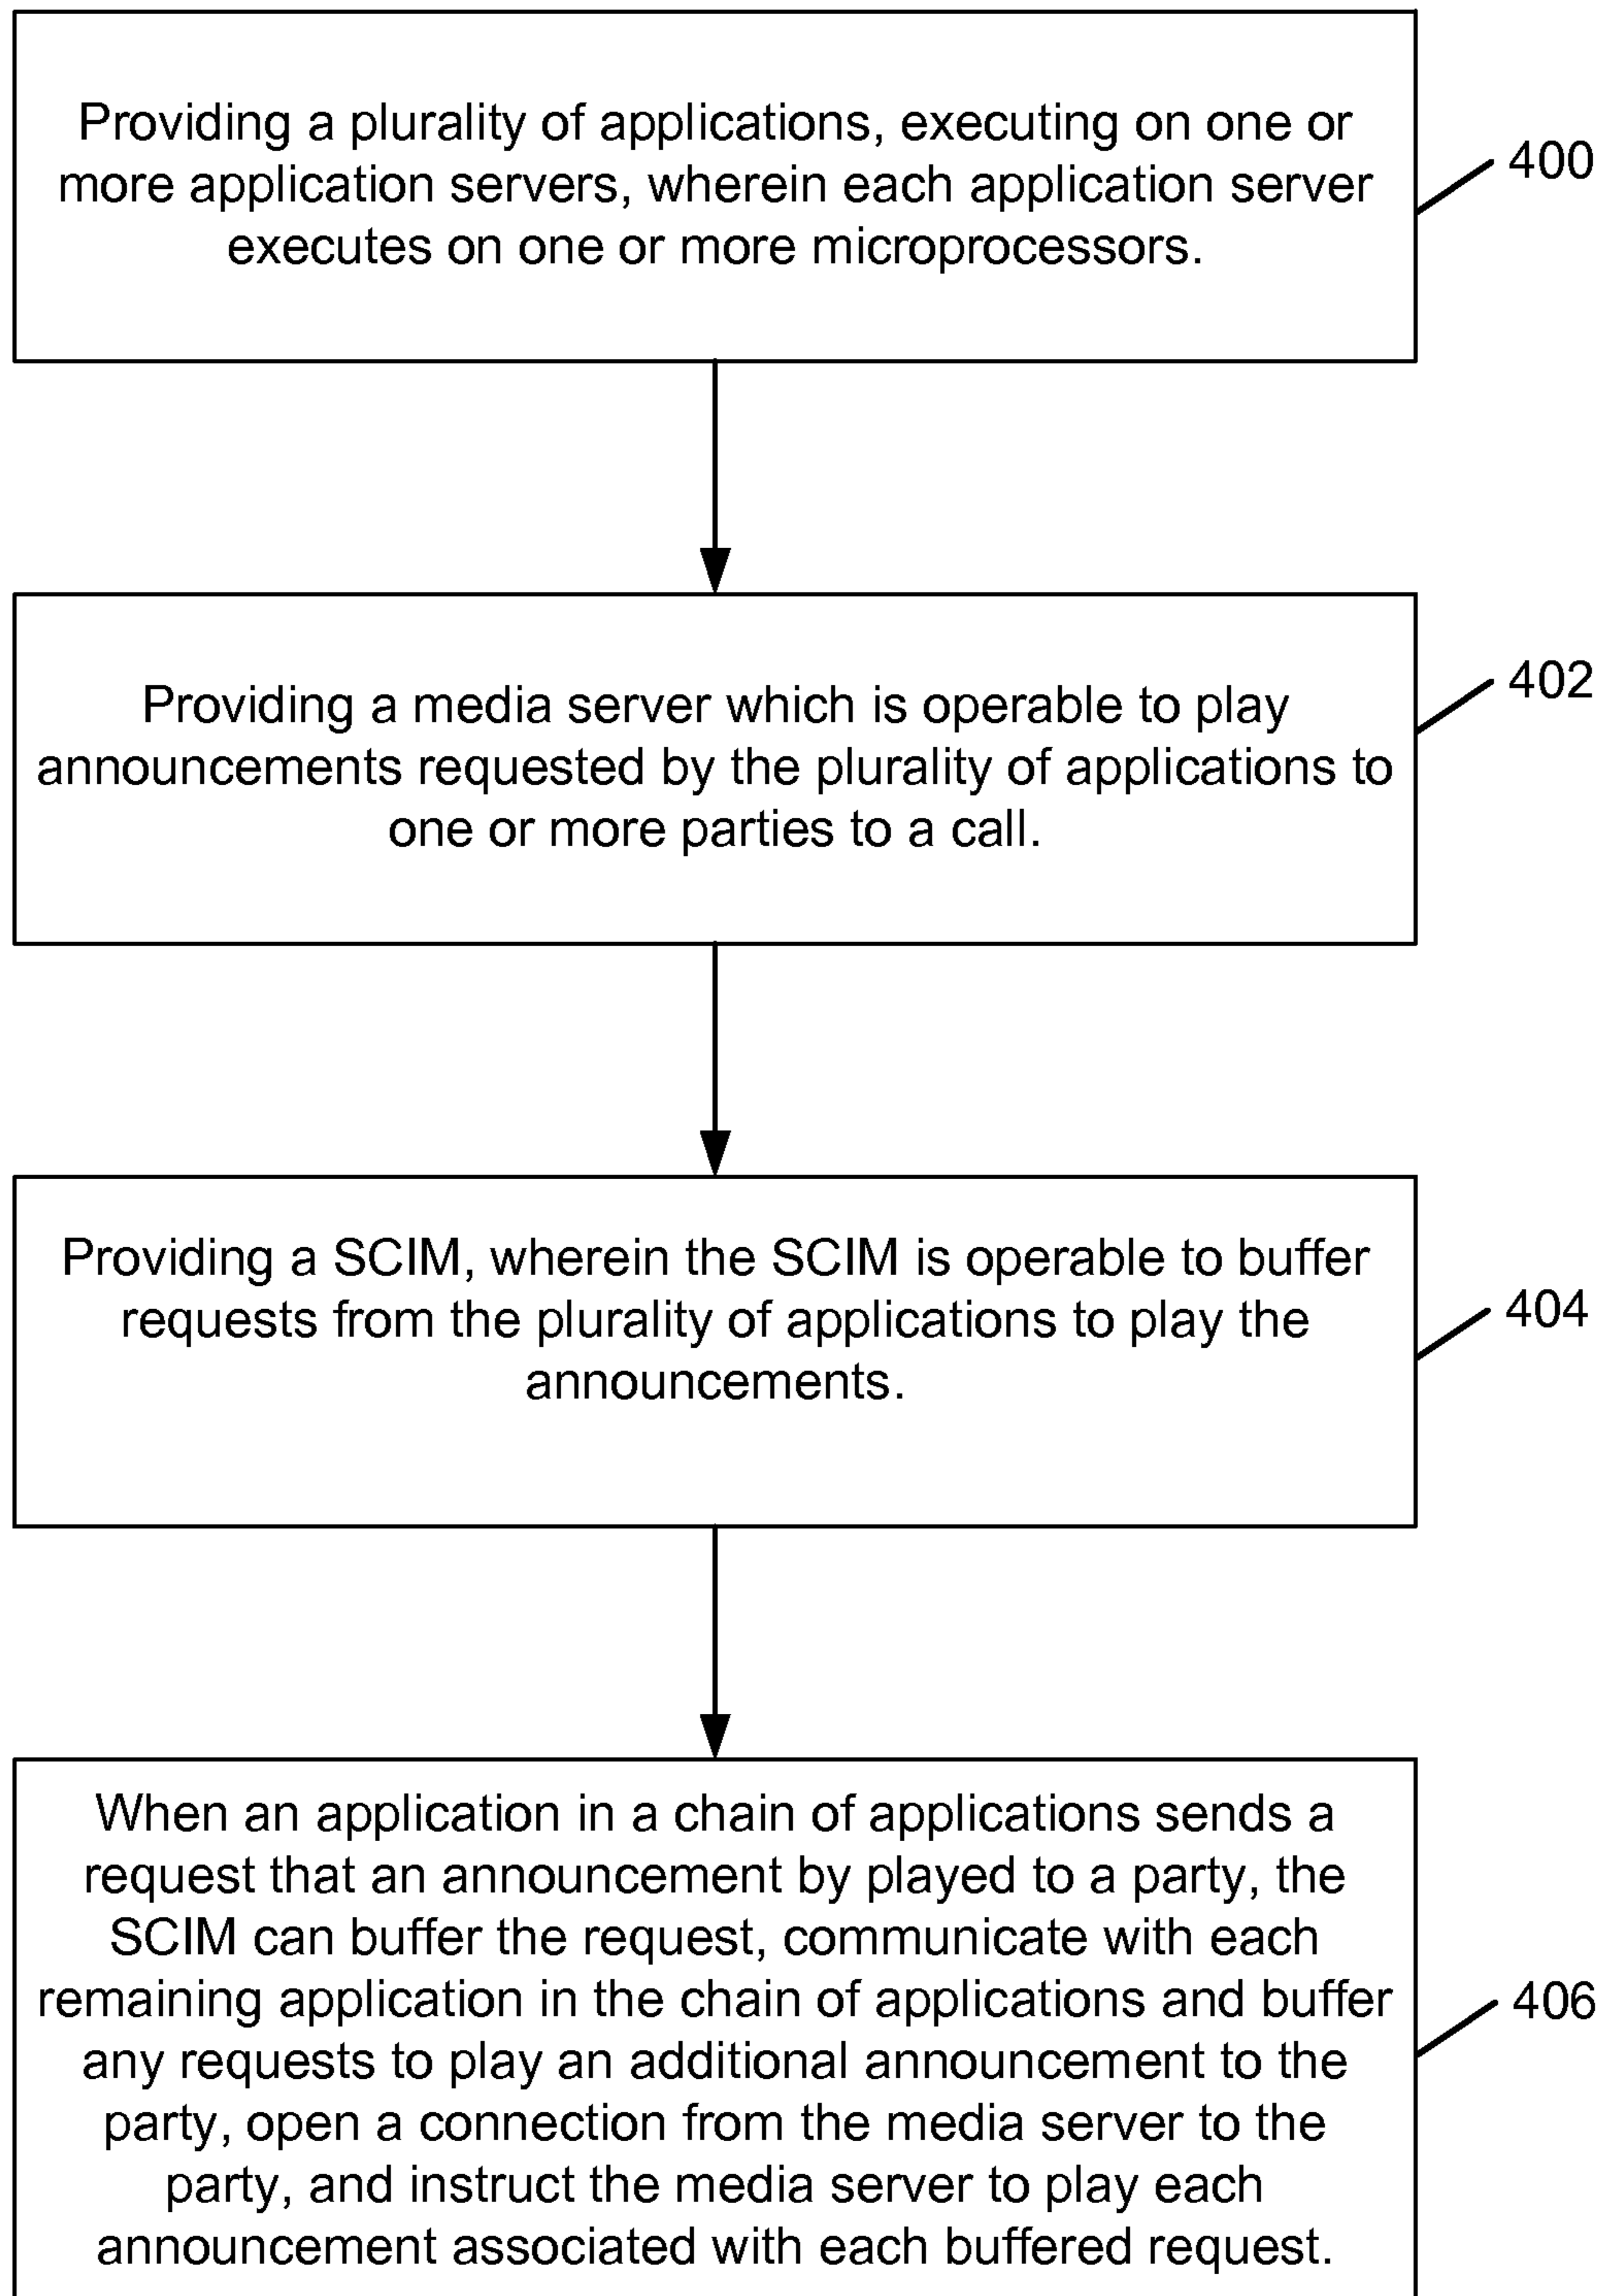 Providing a plurality of applications, executing on one or
more application servers, wherein each application server
executes on one or more microprocessors.
400
Providing a media server which is operable to play
announcements requested by the plurality of applications to
one or more parties to a call.
402
Providing a SCIM, wherein the SCIM is operable to buffer
requests from the plurality of applications to play the
announcements.
404
When an application in a chain of applications sends a
request that an announcement by played to a party, the
SCIM can buffer the request, communicate with each
remaining application in the chain of applications and buffer
any requests to play an additional announcement to the
party, open a connection from the media server to the
party, and instruct the media server to play each
announcement associated with each buffered request.
406